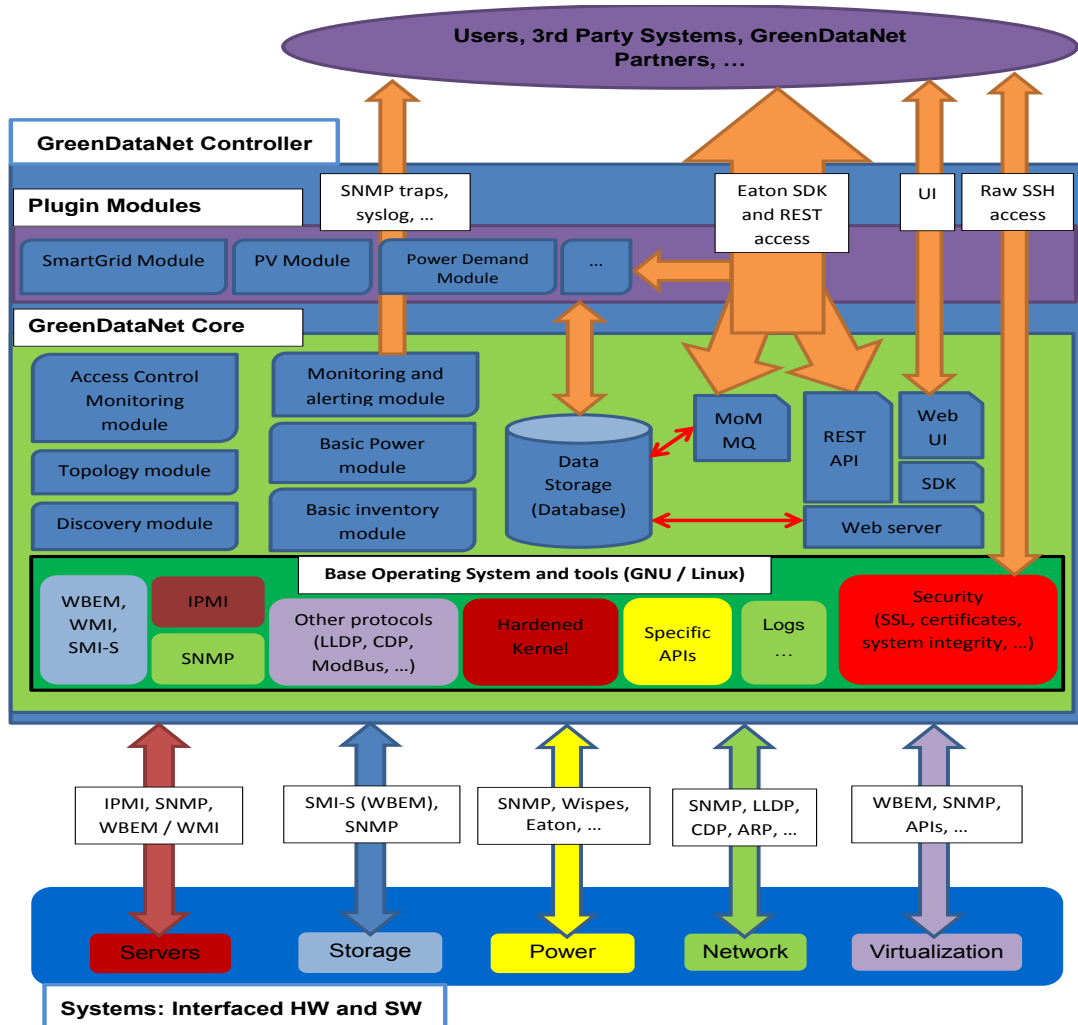 Users, 3rd Party Systems, GreenDataNet
Partners, …
GreenDataNet Controller
SNMP traps,
syslog, …
Eaton SDK
and REST
access
UI
Raw SSH
access
Plugin Modules
SmartGrid Module
PV Module
Power Demand
Module
...
GreenDataNet Core
Access Control
Monitoring
module
Topology module
Discovery module
Monitoring and
alerting module
Basic Power
module
Basic inventory
module
Data
Storage
(Database)
MoM
MQ
REST
API
Web
UI
SDK
Web server
Base Operating System and tools (GNU / Linux)
WBEM,
WMI,
SMI-S
IPMI
SNMP
Other protocols
(LLDP, CDP,
ModBus, …)
Hardened
Kernel
Specific
APIs
Logs
…
Security
(SSL, certificates,
system integrity, …)
IPMI, SNMP,
WBEM / WMI
SMI-S (WBEM),
SNMP
SNMP, Wispes,
Eaton, …
SNMP, LLDP,
CDP, ARP, …
WBEM, SNMP,
APIs, …
Servers
Storage
Power
Network
Virtualization
Systems: Interfaced HW and SW